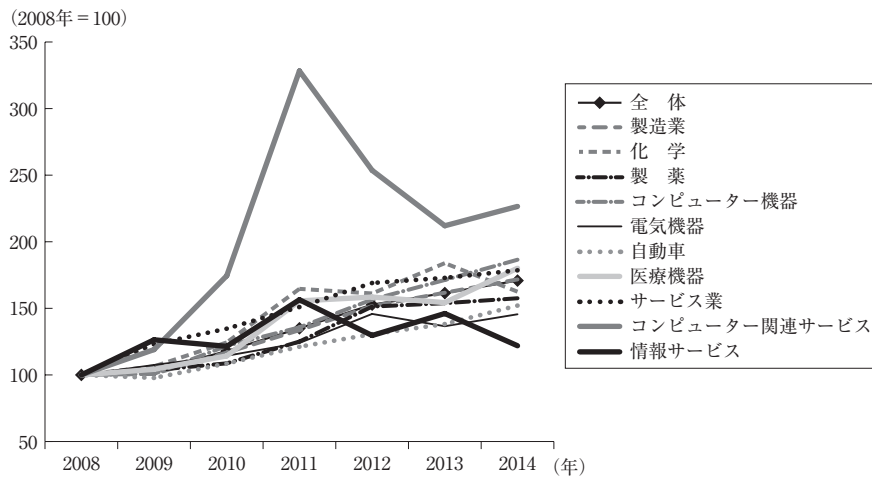 (2008年=100)
350
300
250
200
150
100
50
2008 2009 2010 2011 2012 2013 2014 (年)
全 体
製造業
化 学
製 薬
コンピューター機器
電気機器
自動車
医療機器
サービス業
コンピューター関連サービス
情報サービス